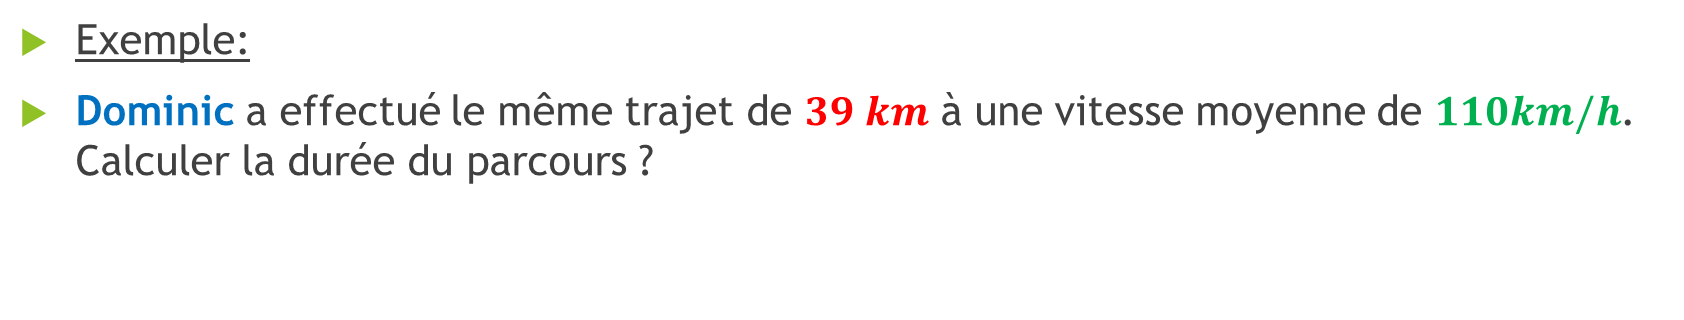 Exemple:
Dominic a effectué le même trajet de 39 km à une vitesse moyenne de 110km/h.
Calculer la durée du parcours ?